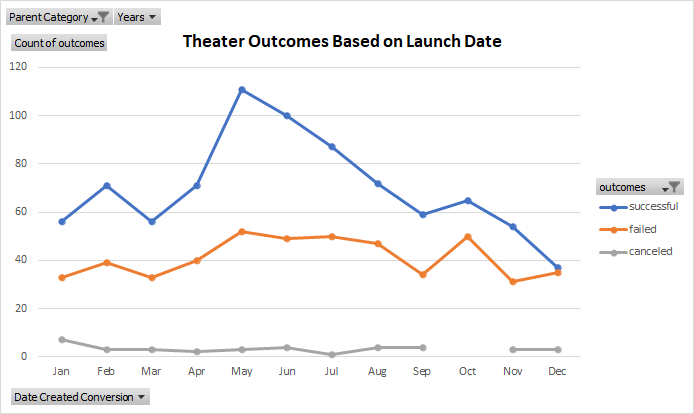 Parent Category Years
Count of outcomes
Theater Outcomes Based on Launch Date
120
100
80
60
40
20
0
Jan Feb Mar Apr May Jun Jul Aug Sep Oct Nov Dec
outcomes
successful
failed
canceled
Date Created Conversion